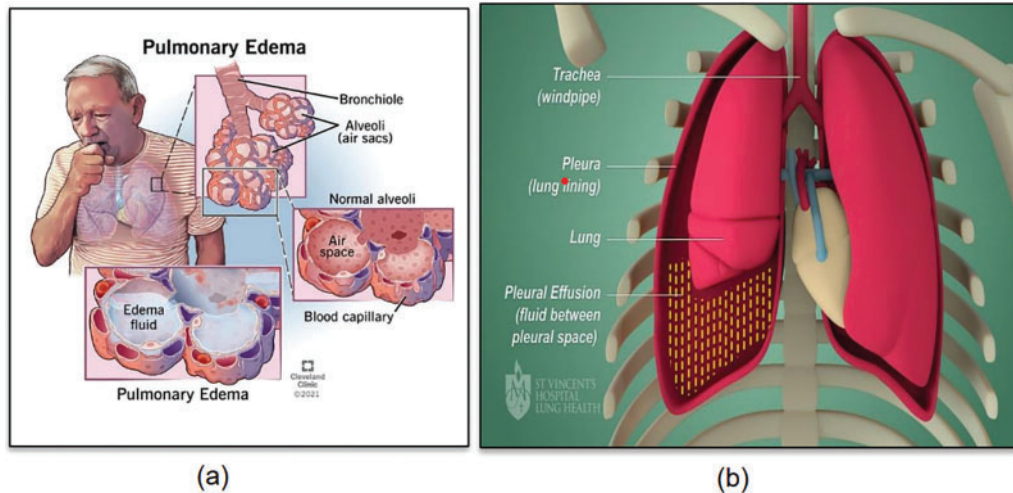 Pulmonary Edema
Bronchiole
Alveoli
(air sacs)
Normal alveoli
Air
space
Blood capillary
Edema
fluid
Pulmonary Edema
Cleveland
Clinic
©2021
(a)
Trachea
(windpipe)
Pleura
(lung lining)
Lung
Pleural Effusion
(fluid between
pleural space)
ST VINCENT'S
HOSPITAL
LUNG HEALTH
(b)